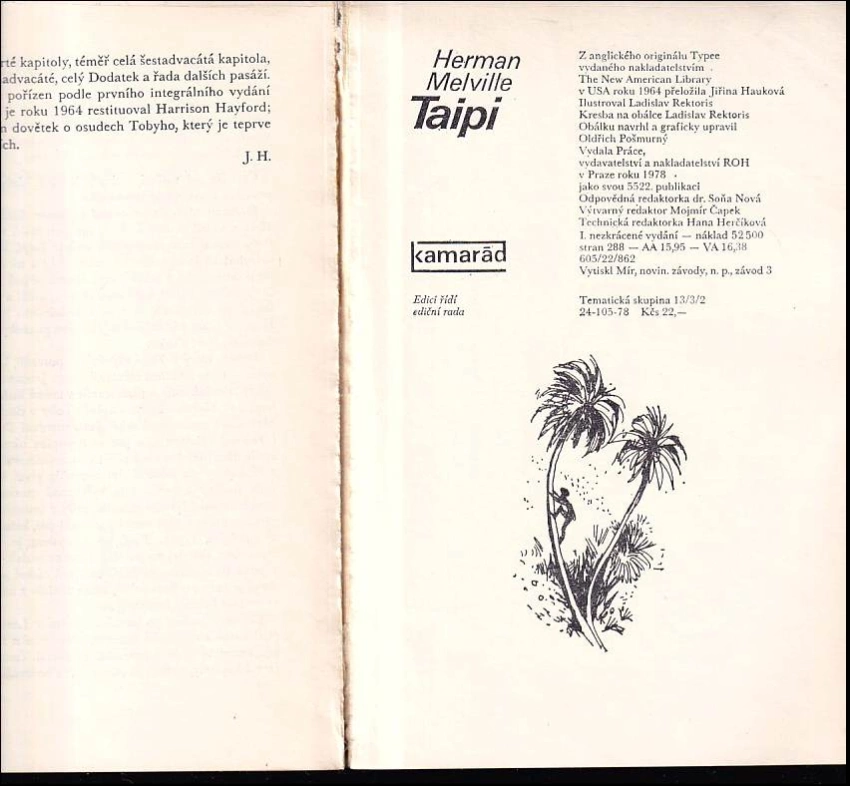 rté kapitoly, téměř celá šestadvacátá kapitola,
advacáté, celý Dodatek a řada dalších pasáží.
pořízen podle prvního integrálního vydání
je roku 1964 restituoval Harrison Hayford;
n dovětek o osudech Tobyho, který je teprve
ích.
J. H.
Herman
Melville
Taipi
kamarād
Edici řídí
ediční rada
Z anglického originálu Typee
vydaného nakladatelstvím
The New American Library
v USA roku 1964 přeložila Jiřina Hauková
Ilustroval Ladislav Rektoris
Kresba na obálce Ladislav Rektoris
Obálku navrhl a graficky upravil
Oldřich Pošmurný
Vydala Práce,
vydavatelství a nakladatelství ROH
v Praze roku 1978
jako svou 5522. publikaci
Odpovědná redaktorka dr. Soňa Nová
Výtvarný redaktor Mojmír Čapek
Technická redaktorka Hana Herčíková
I. nezkrácené vydání — náklad 52 500
stran 288 — AA 15,95 — VA 16,38
605/22/862
Vytiskl Mír, novin. závody, n. p., závod 3
Tematická skupina 13/3/2
24-105-78 Kčs 22,—